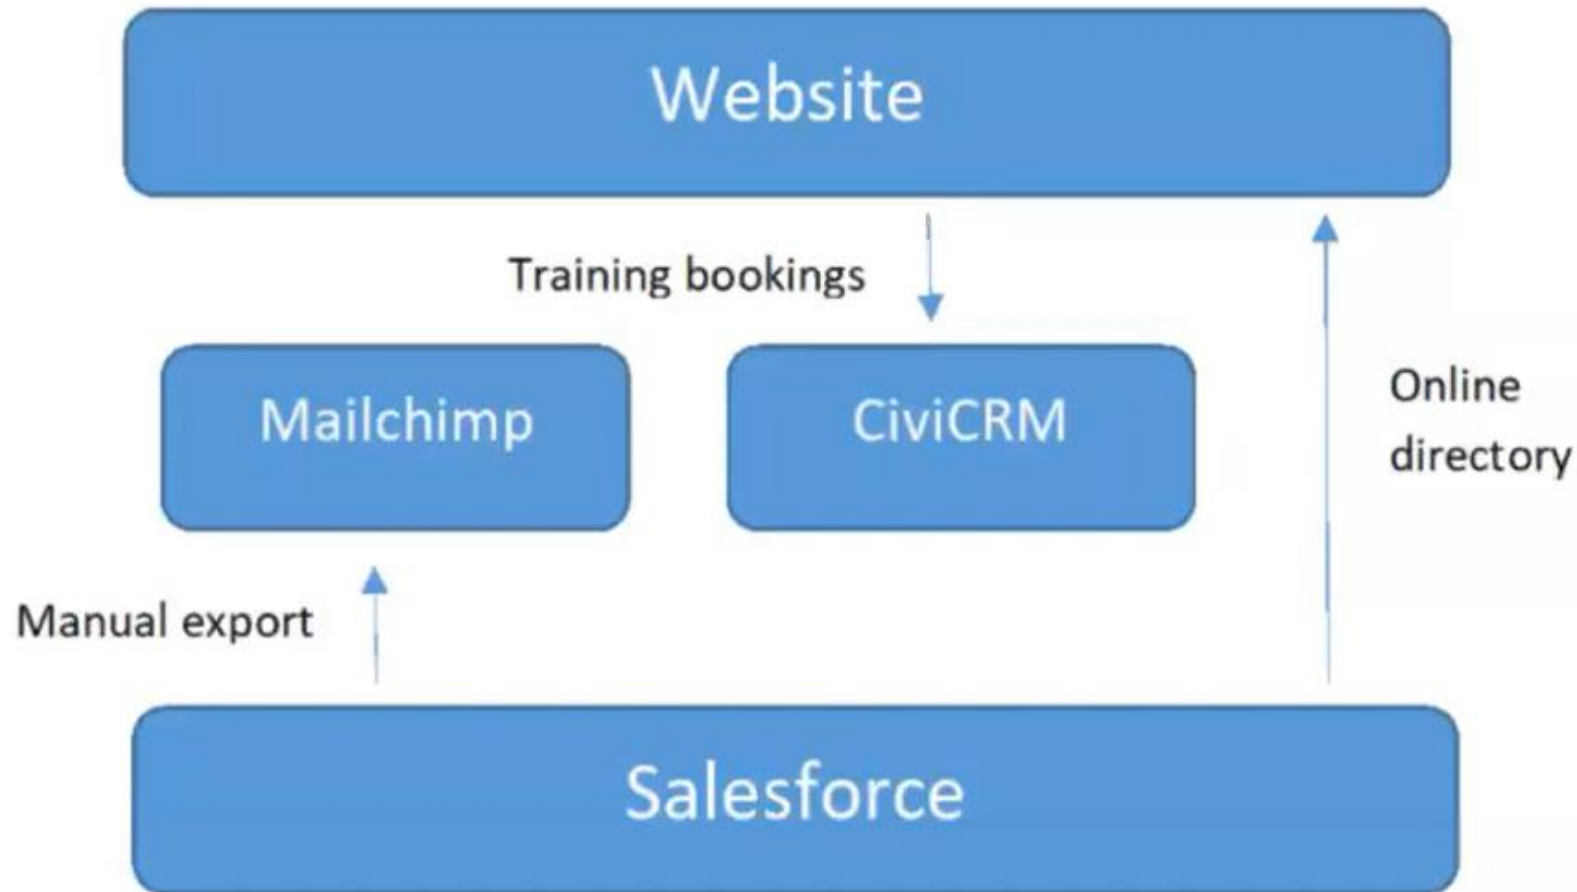 Website
Training bookings
Mailchimp
CiviCRM
Online
directory
Manual export
Salesforce